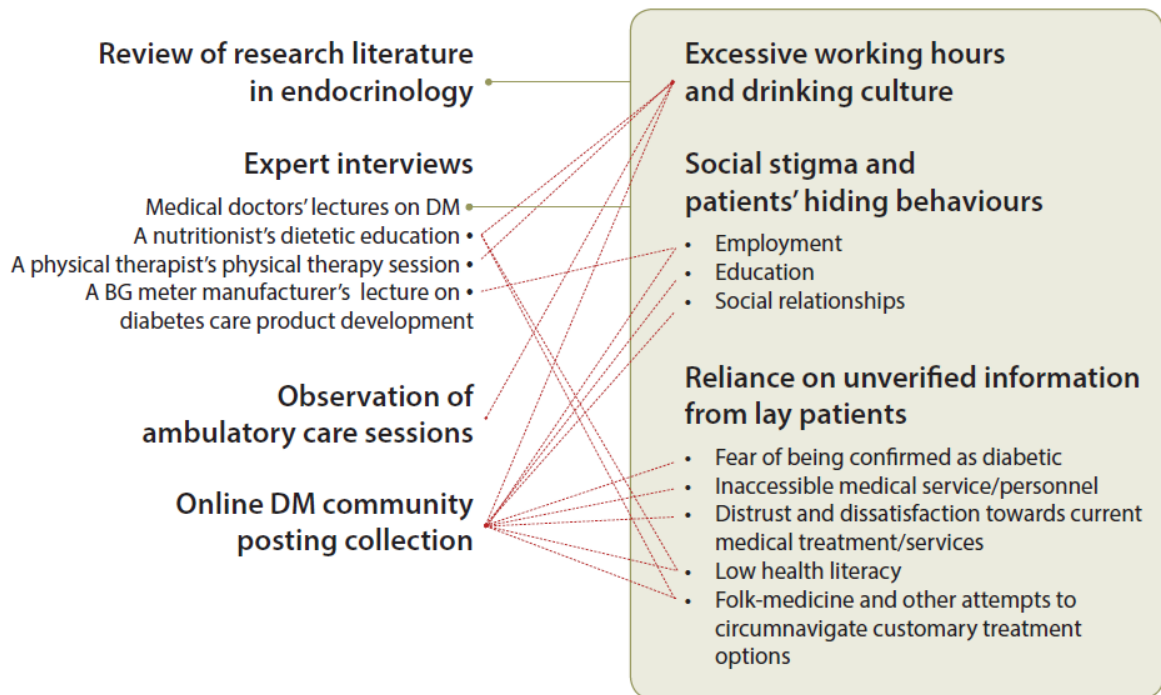 Review of research literature
in endocrinology
Expert interviews
Medical doctors’ lectures on DM
A nutritionist’s dietetic education •
A physical therapist’s physical therapy session •
A BG meter manufacturer’s lecture on •
diabetes care product development
Observation of
ambulatory care sessions
Online DM community
posting collection
Excessive working hours
and drinking culture
Social stigma and
patients’ hiding behaviours
• Employment
• Education
• Social relationships
Reliance on unverified information
from lay patients
• Fear of being confirmed as diabetic
• Inaccessible medical service/personnel
• Distrust and dissatisfaction towards current
medical treatment/services
• Low health literacy
• Folk-medicine and other attempts to
circumnavigate customary treatment
options